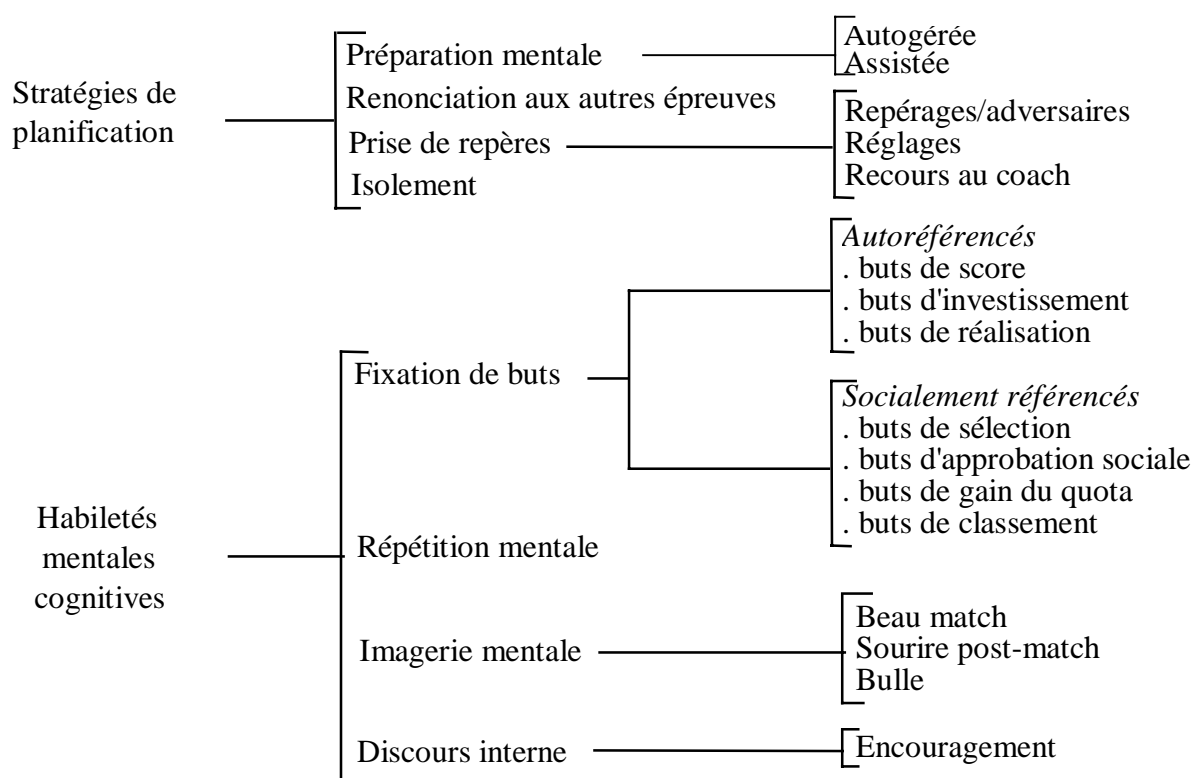 Stratégies de
planification
Préparation mentale
Autogérée
Assistée
Renonciation aux autres épreuves
Prise de repères
Repérages/adversaires
Réglages
Recours au coach
Isolement
Habiletés
mentales
cognitives
Fixation de buts
Autoréférencés
. buts de score
. buts d'investissement
. buts de réalisation
Socialement référencés
. buts de sélection
. buts d'approbation sociale
. buts de gain du quota
. buts de classement
Répétition mentale
Imagerie mentale
Beau match
Sourire post-match
Bulle
Discours interne
Encouragement